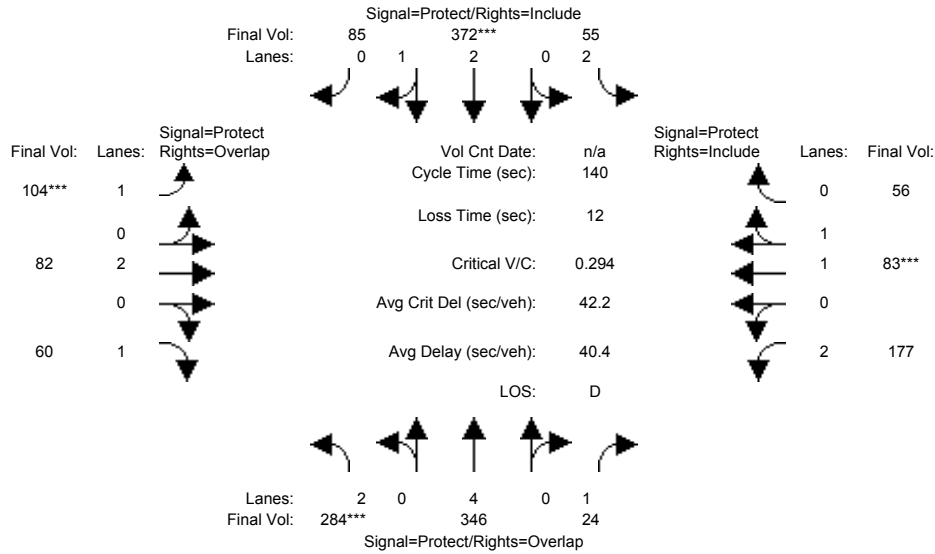 Signal=Protect/Rights=Include
Final Vol: 85 372*** 55
Lanes: 0 1 2 0 2
Signal=Protect
Final Vol: Lanes: Rights=Overlap
Vol Cnt Date: n/a
Signal=Protect
Rights=Include Lanes: Final Vol:
Cycle Time (sec): 140
104*** 1
0 56
Loss Time (sec): 12
0
1
82 2
Critical V/C: 0.294
1 83***
0
Avg Crit Del (sec/veh): 42.2
0
60 1
Avg Delay (sec/veh): 40.4
2 177
LOS: D
Lanes: 2 0 4 0 1
Final Vol: 284*** 346 24
Signal=Protect/Rights=Overlap